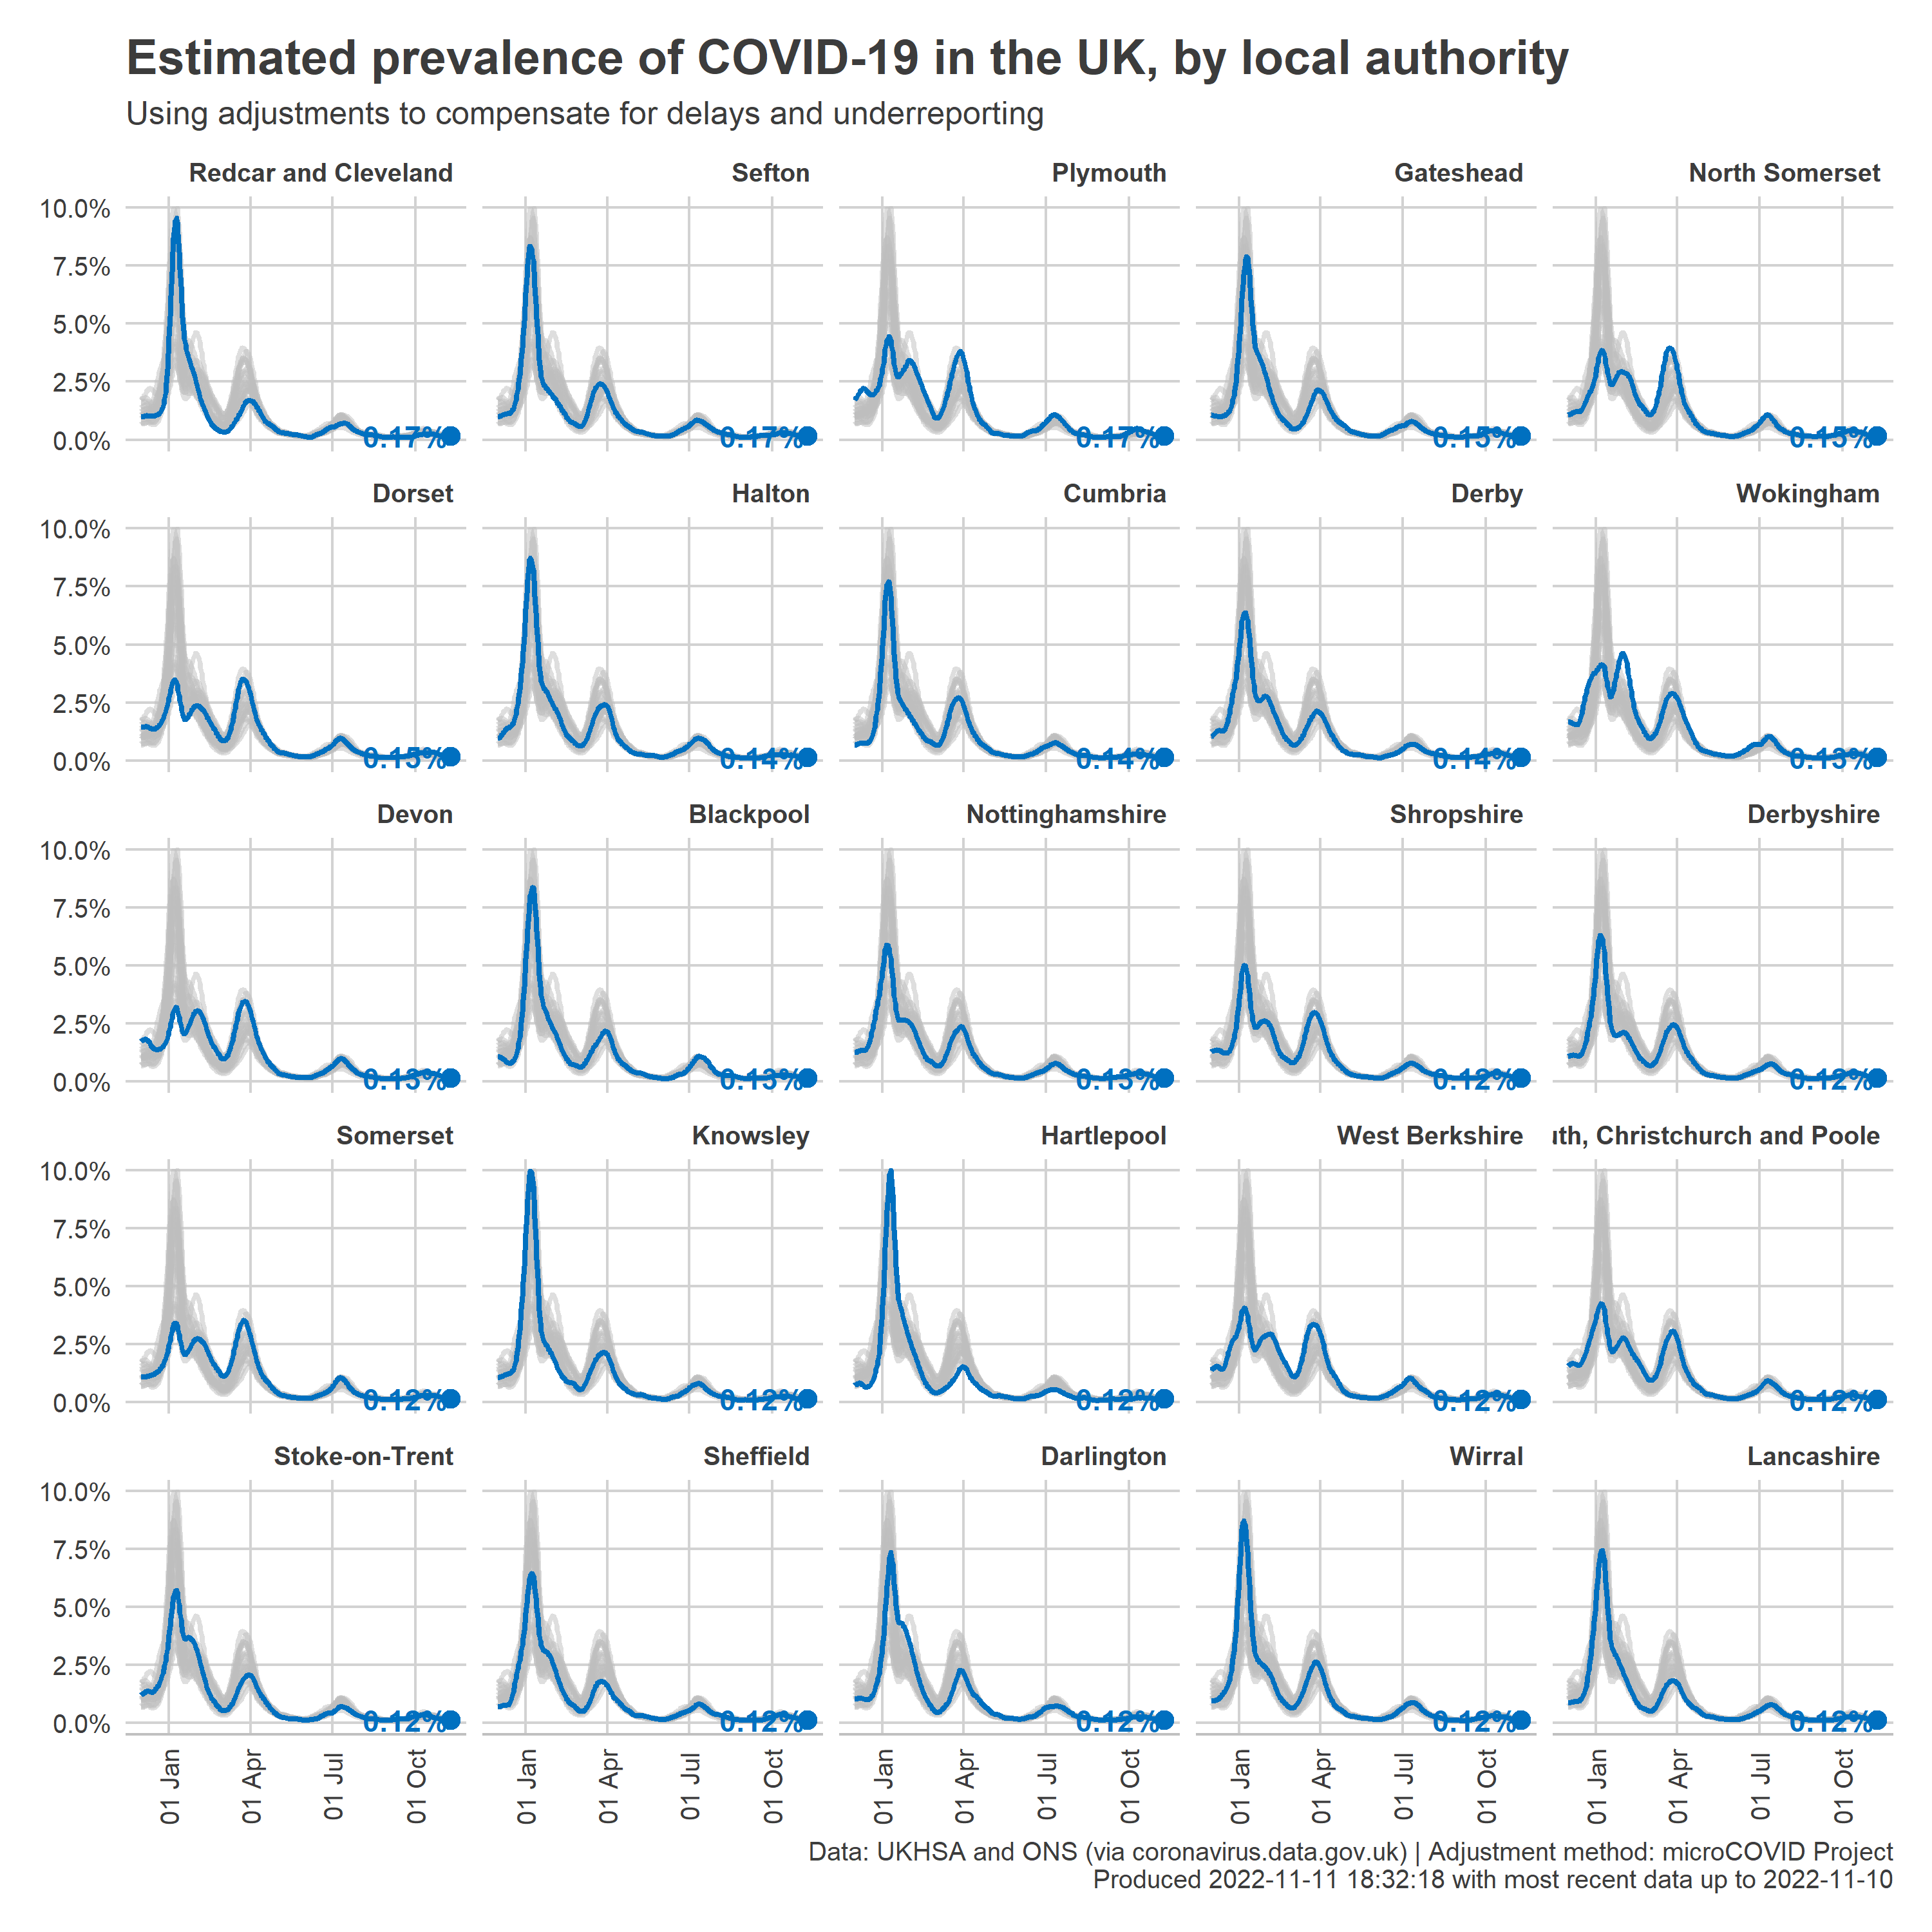 Estimated prevalence of COVID-19 in the UK, by local authority
Using adjustments to compensate for delays and underreporting
Redcar and Cleveland Sefton Plymouth Gateshead North Somerset
10.0%
7.5%
5.0%
2.5%
0.0%
0.17% 0.17% 0.17% 0.15% 0.15%
Dorset Halton Cumbria Derby Wokingham
10.0%
7.5%
5.0%
2.5%
0.0%
0.15% 0.14% 0.14% 0.14% 0.13%
Devon Blackpool Nottinghamshire Shropshire Derbyshire
10.0%
7.5%
5.0%
2.5%
0.0%
0.13% 0.13% 0.13% 0.12% 0.12%
Somerset Knowsley Hartlepool West Berkshire uth, Christchurch and Poole
10.0%
7.5%
5.0%
2.5%
0.0%
0.12% 0.12% 0.12% 0.12% 0.12%
Stoke-on-Trent Sheffield Darlington Wirral Lancashire
10.0%
7.5%
5.0%
2.5%
0.0%
0.12% 0.12% 0.12% 0.12% 0.12%
01 Jan 01 Apr 01 Jul 01 Oct 01 Jan 01 Apr 01 Jul 01 Oct 01 Jan 01 Apr 01 Jul 01 Oct 01 Jan 01 Apr 01 Jul 01 Oct 01 Jan 01 Apr 01 Jul 01 Oct
Data: UKHSA and ONS (via coronavirus.data.gov.uk) | Adjustment method: microCOVID Project
Produced 2022-11-11 18:32:18 with most recent data up to 2022-11-10